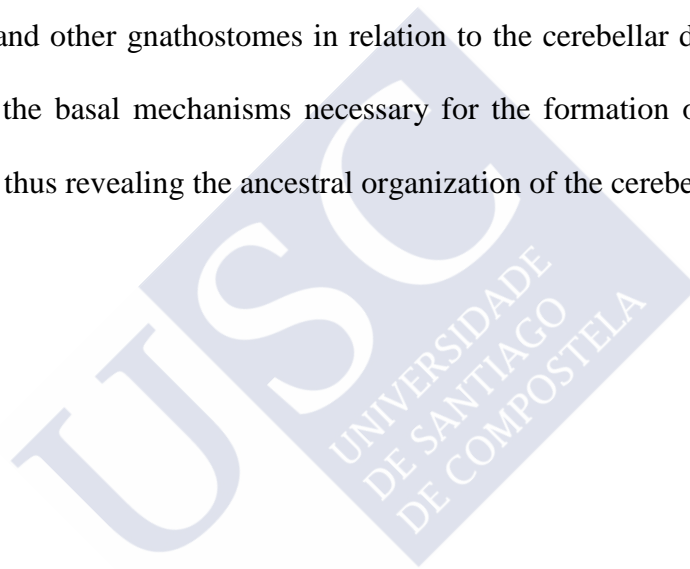 and other gnathostomes in relation to the cerebellar d
the basal mechanisms necessary for the formation o
thus revealing the ancestral organization of the cerebe
USC
UNIVERSIDADE
DE SANTIAGO
DE COMPOSTELA